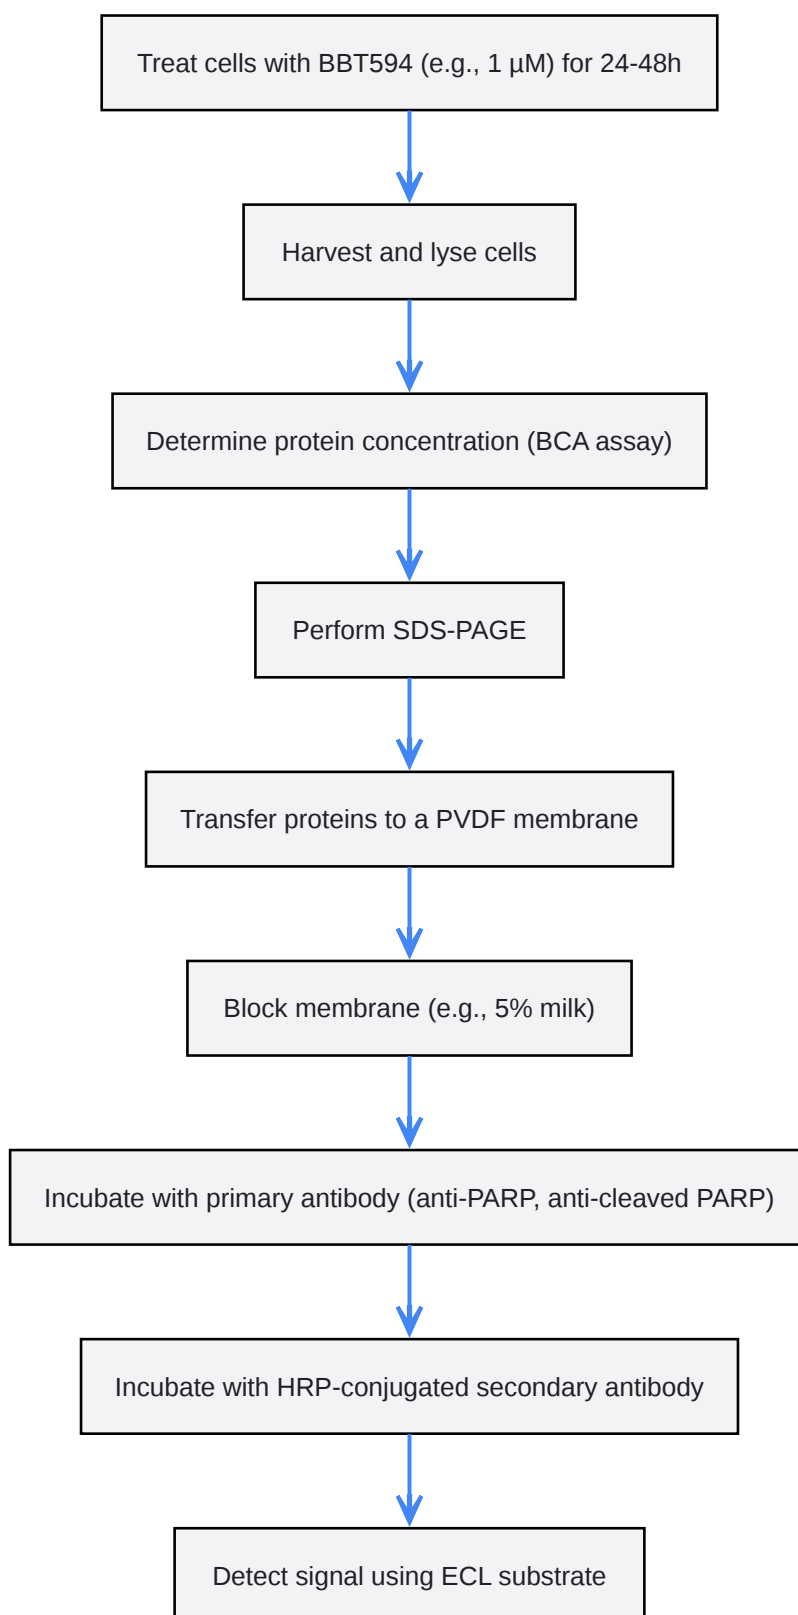 Treat cells with BBT594 (e.g., 1 µM) for 24-48h
Harvest and lyse cells
Determine protein concentration (BCA assay)
Perform SDS-PAGE
Transfer proteins to a PVDF membrane
Block membrane (e.g., 5% milk)
Incubate with primary antibody (anti-PARP, anti-cleaved PARP)
Incubate with HRP-conjugated secondary antibody
Detect signal using ECL substrate